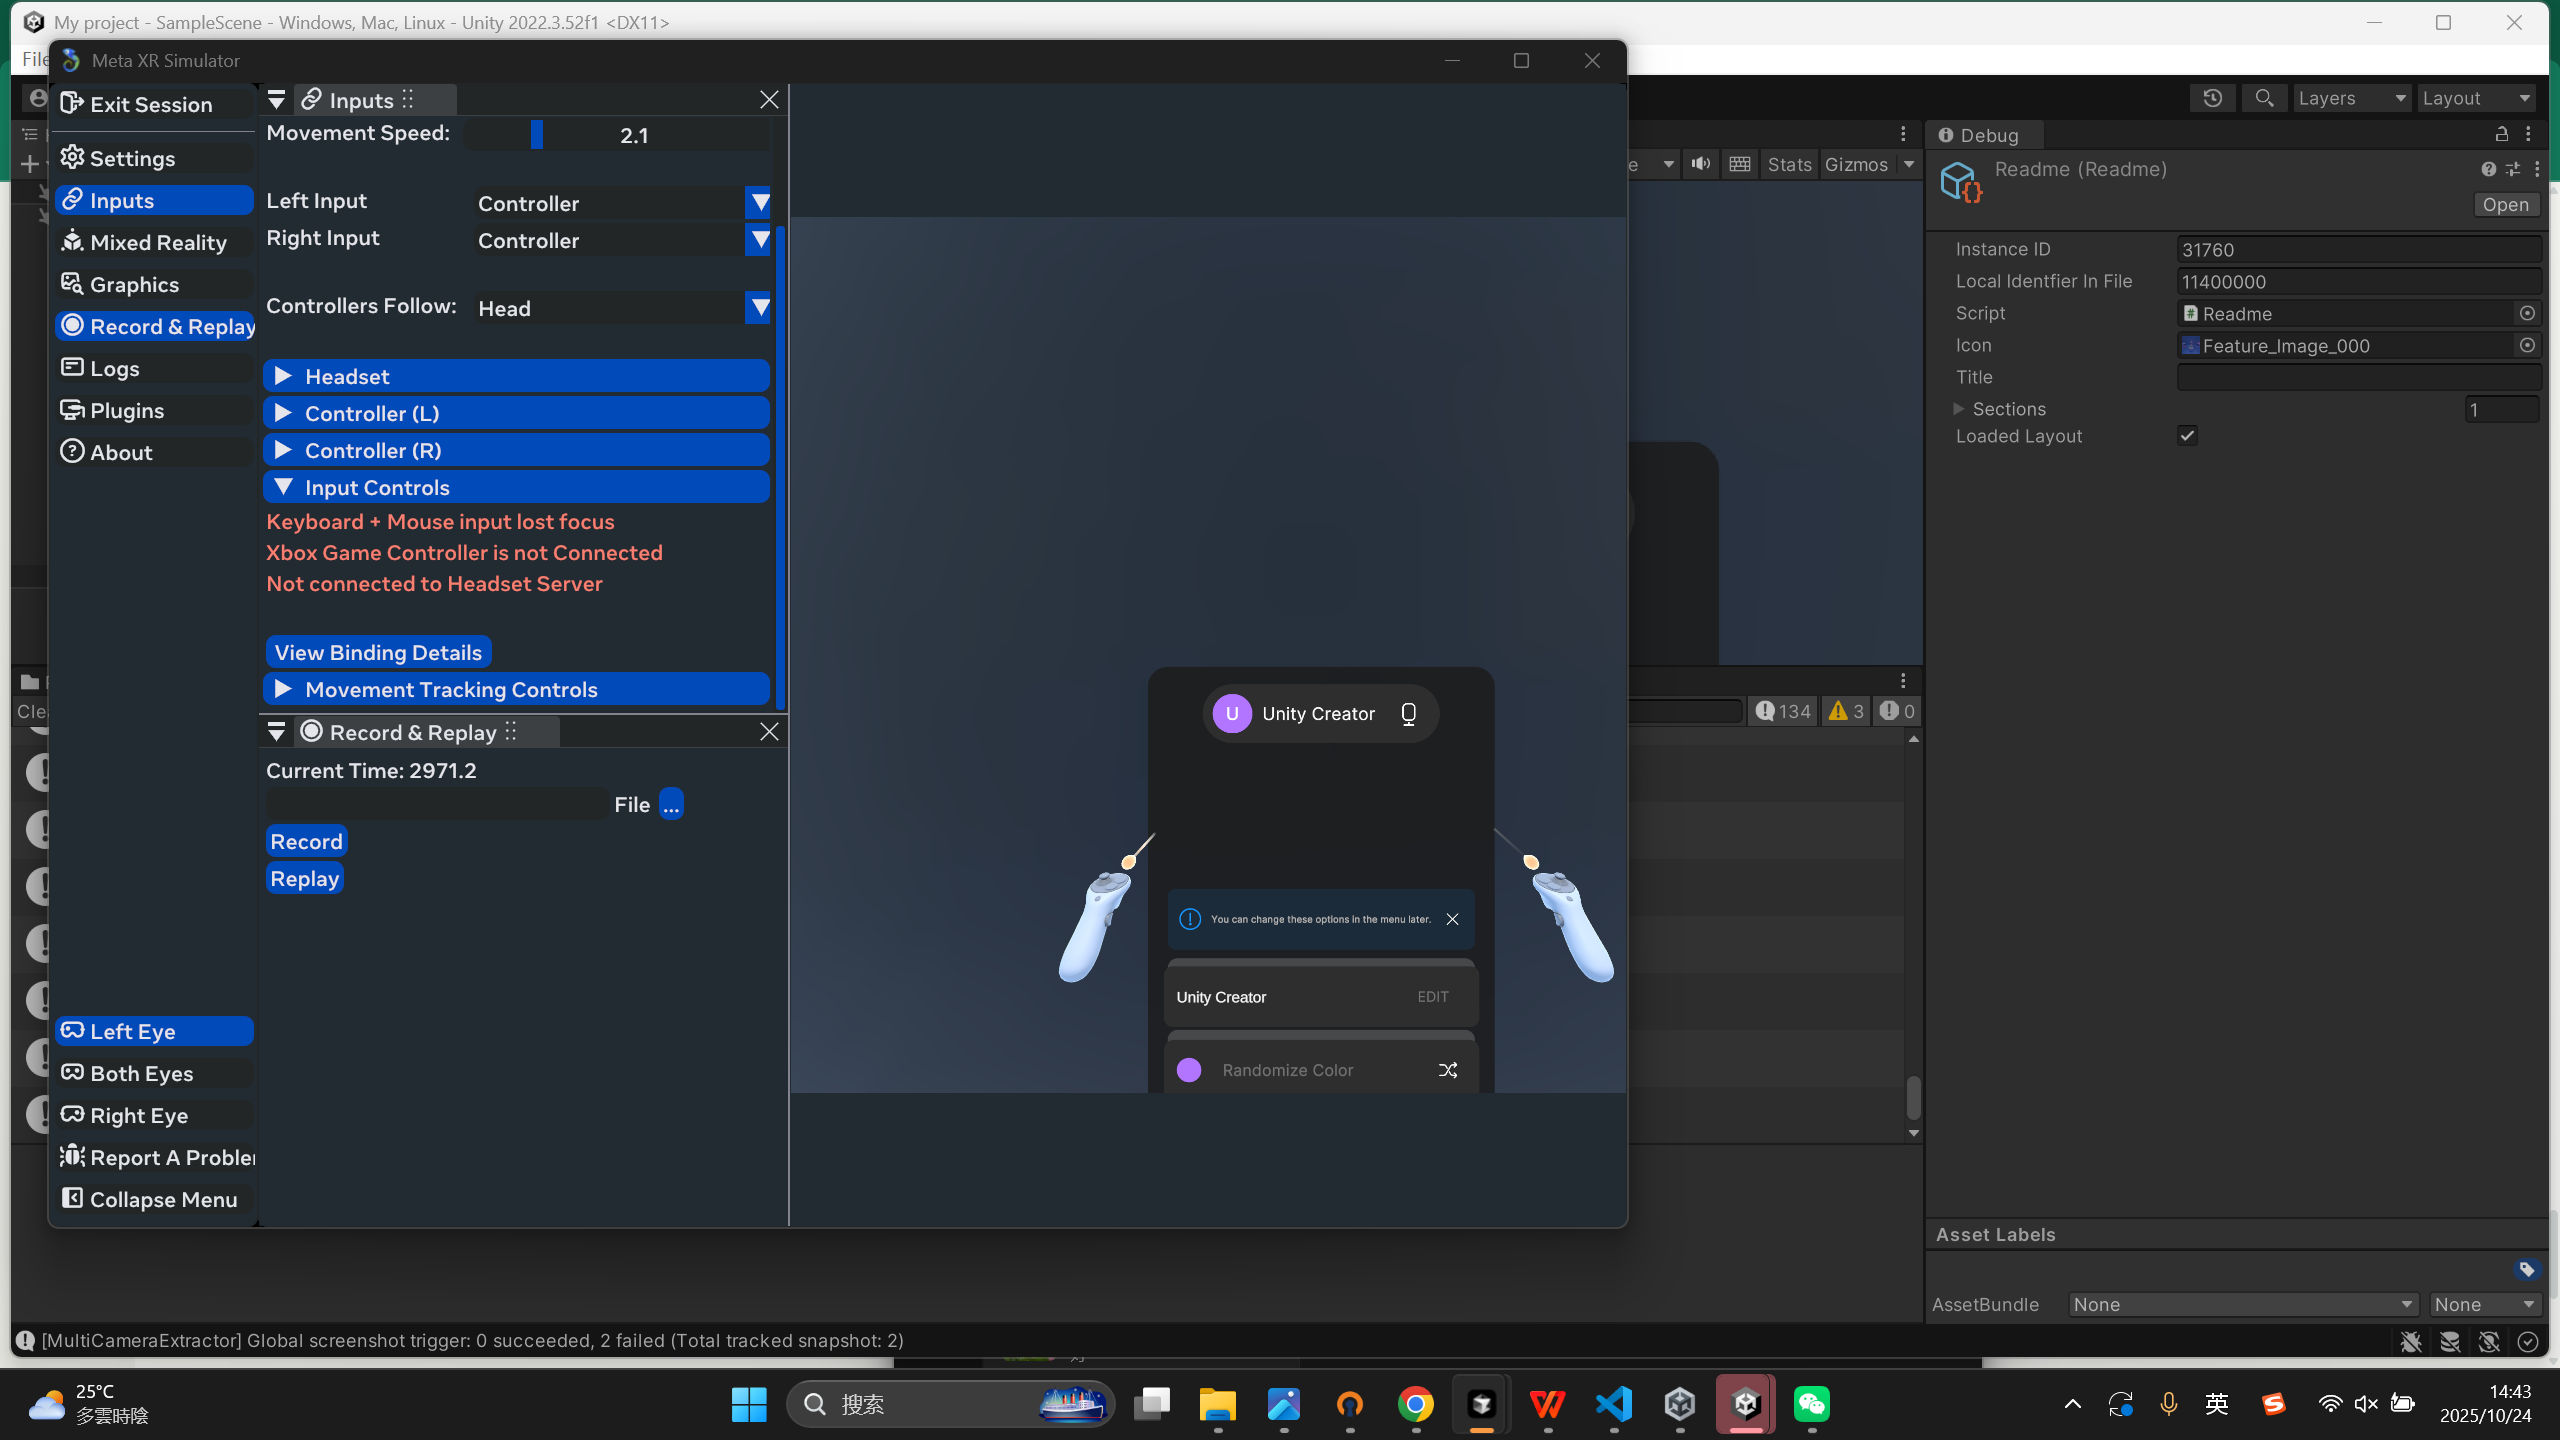 My project - SampleScene - Windows, Mac, Linux - Unity 2022.3.52f1 <DX11>
File
Meta XR Simulator
Exit Session
Settings
Inputs
Mixed Reality
Graphics
Record & Replay
Logs
Plugins
About
Left Eye
Both Eyes
Right Eye
Report A Probler
Collapse Menu
Inputs
Movement Speed: 2.1
Left Input Controller
Right Input Controller
Controllers Follow: Head
Headset
Controller (L)
Controller (R)
Input Controls
Keyboard + Mouse input lost focus
Xbox Game Controller is not Connected
Not connected to Headset Server
View Binding Details
Movement Tracking Controls
Record & Replay
Current Time: 2971.2
File ...
Record
Replay
U Unity Creator
You can change these options in the menu later.
Unity Creator EDIT
Randomize Color
Layers Layout
Stats Gizmos
Cle
134 3 0
Debug
Readme (Readme)
Open
Instance ID 31760
Local Identfier In File 11400000
Script Readme
Icon Feature_Image_000
Title
Sections 1
Loaded Layout
Asset Labels
AssetBundle None None
[MultiCameraExtractor] Global screenshot trigger: 0 succeeded, 2 failed (Total tracked snapshot: 2)
25°C
多雲時陰
搜索
英
14:43
2025/10/24